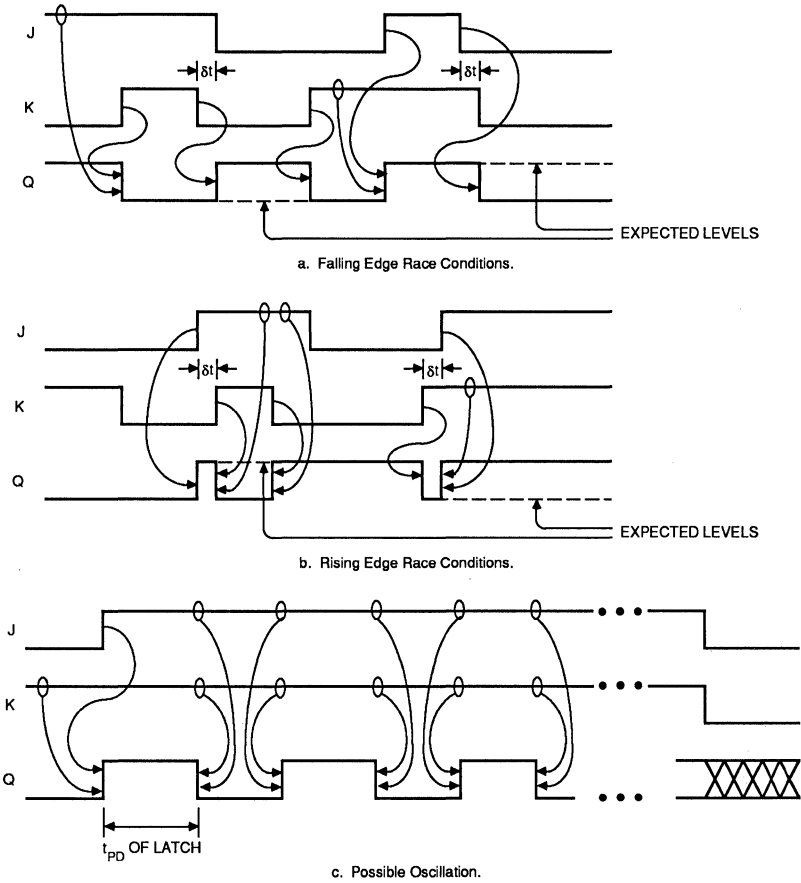 J
δt
δt
K
Q
EXPECTED LEVELS
a. Falling Edge Race Conditions.
J
δt
δt
K
Q
EXPECTED LEVELS
b. Rising Edge Race Conditions.
J
K
Q
tPD OF LATCH
c. Possible Oscillation.